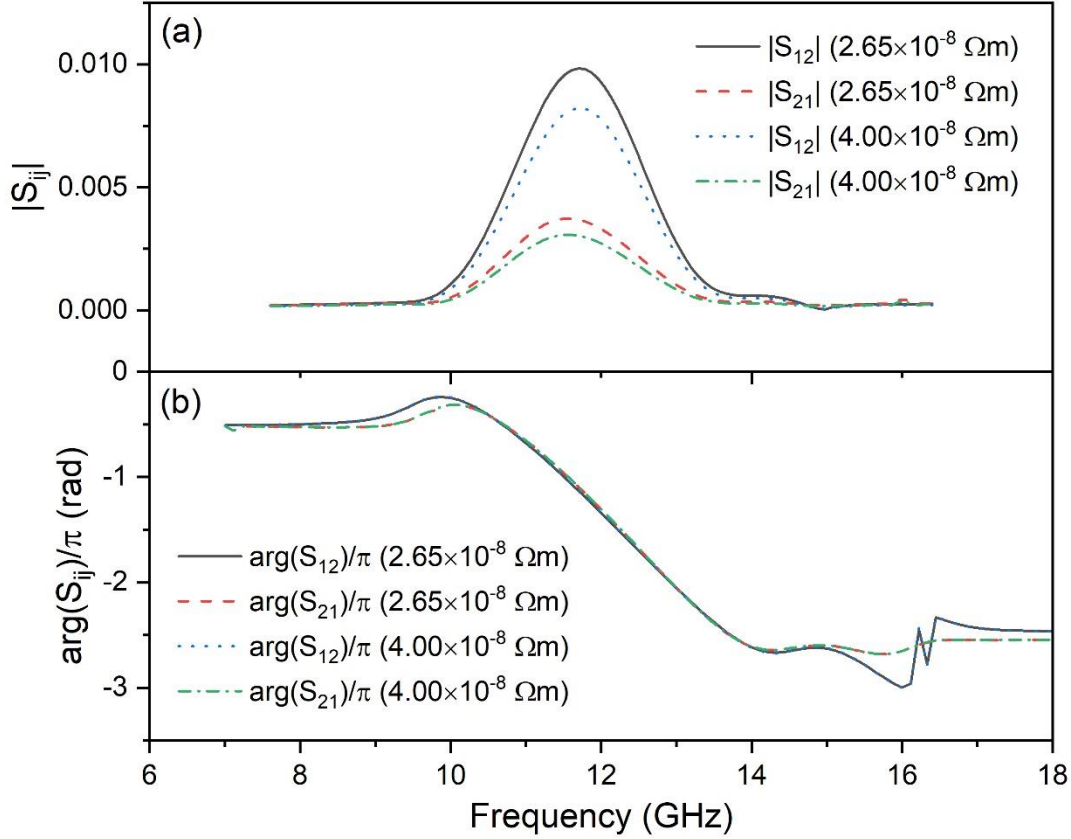 (a)
|S₁₂| (2.65×10⁻⁸ Ωm)
|S₂₁| (2.65×10⁻⁸ Ωm)
|S₁₂| (4.00×10⁻⁸ Ωm)
|S₂₁| (4.00×10⁻⁸ Ωm)
0.010
0.005
0.000
|Sᵢⱼ|
0
(b)
-1
-2
-3
arg(Sᵢⱼ)/π (rad)
arg(S₁₂)/π (2.65×10⁻⁸ Ωm)
arg(S₂₁)/π (2.65×10⁻⁸ Ωm)
arg(S₁₂)/π (4.00×10⁻⁸ Ωm)
arg(S₂₁)/π (4.00×10⁻⁸ Ωm)
6 8 10 12 14 16 18
Frequency (GHz)